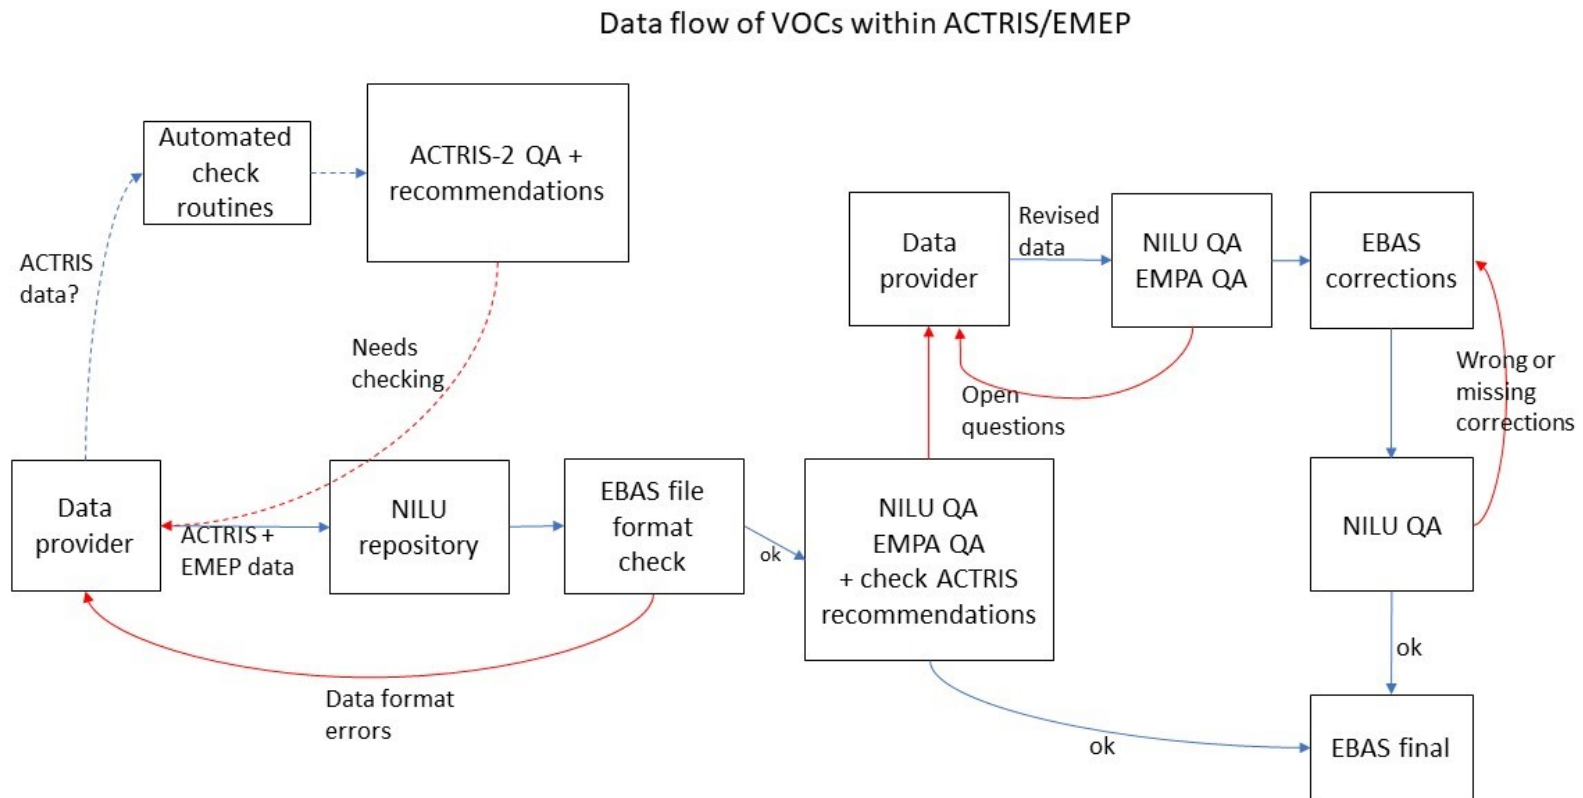 Data flow of VOCs within ACTRIS/EMEP
Automated
check
routines
ACTRIS-2 QA +
recommendations
ACTRIS
data?
Needs
checking
Data
provider
ACTRIS +
EMEP data
NILU
repository
EBAS file
format
check
ok
Data format
errors
NILU QA
EMPA QA
+ check ACTRIS
recommendations
Data
provider
Revised
data
NILU QA
EMPA QA
EBAS
corrections
Open
questions
Wrong or
missing
corrections
NILU QA
ok
ok
EBAS final